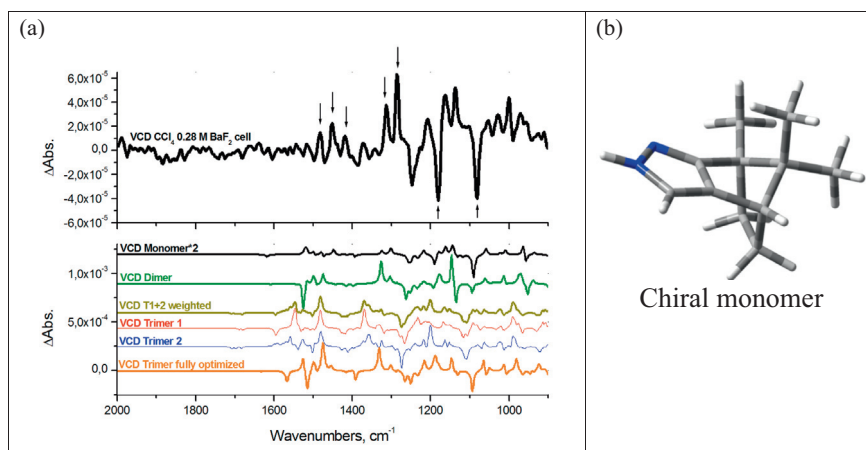 (a)
6,0x10⁻⁵
4,0x10⁻⁵
2,0x10⁻⁵
0,0
-2,0x10⁻⁵
-4,0x10⁻⁵
-6,0x10⁻⁵
ΔAbs.
VCD CCl₄ 0.28 M BaF₂ cell
VCD Monomer*2
VCD Dimer
VCD T1+2 weighted
VCD Trimer 1
VCD Trimer 2
VCD Trimer fully optimized
1,0x10⁻³
5,0x10⁻⁴
0,0
ΔAbs.
2000 1800 1600 1400 1200 1000
Wavenumbers, cm⁻¹
(b)
Chiral monomer